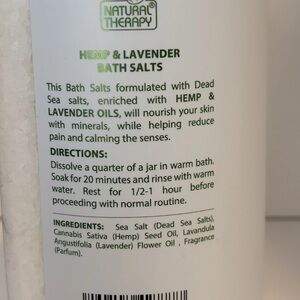 NATURAL®
THERAPY
HEMP & LAVENDER
BATH SALTS
This Bath Salts formulated with Dead
Sea salts, enriched with HEMP &
LAVENDER OILS, will nourish your skin
with minerals, while helping reduce
pain and calming the senses.
DIRECTIONS:
Dissolve a quarter of a jar in warm bath.
Soak for 20 minutes and rinse with warm
water. Rest for 1/2-1 hour before
proceeding with normal routine.
INGREDIENTS: Sea Salt (Dead Sea Salts),
Cannabis Sativa (Hemp) Seed Oil, Lavandula
Angustifolia (Lavender) Flower Oil , Fragrance
(Parfum).